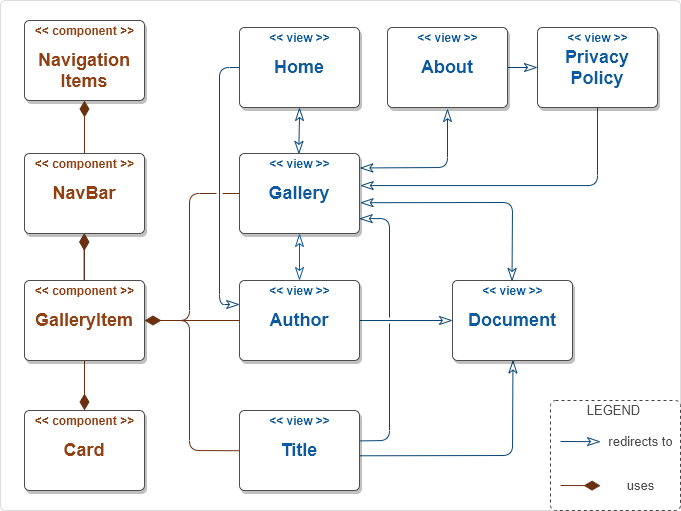 << component >>
Navigation
Items
<< view >>
Home
<< view >>
About
<< view >>
Privacy
Policy
<< component >>
NavBar
<< view >>
Gallery
<< component >>
GalleryItem
<< view >>
Author
<< view >>
Document
<< component >>
Card
<< view >>
Title
LEGEND
redirects to
uses